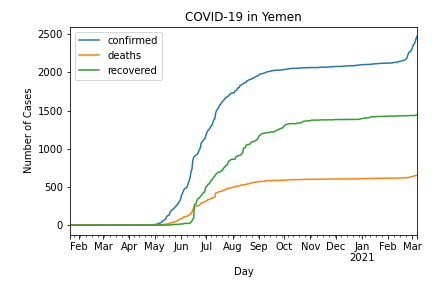 COVID-19 in Yemen
confirmed
deaths
recovered
Number of Cases
2500
2000
1500
1000
500
0
Feb Mar Apr May Jun Jul Aug Sep Oct Nov Dec Jan Feb Mar
2021
Day